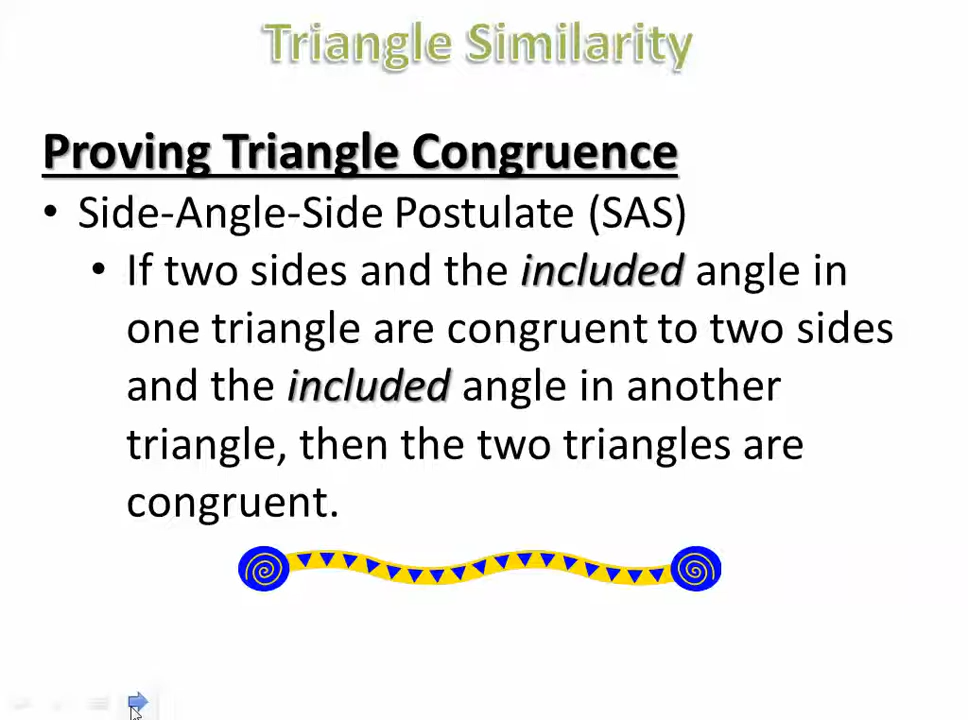 Triangle Similarity
Proving Triangle Congruence
• Side-Angle-Side Postulate (SAS)
• If two sides and the included angle in
one triangle are congruent to two sides
and the included angle in another
triangle, then the two triangles are
congruent.